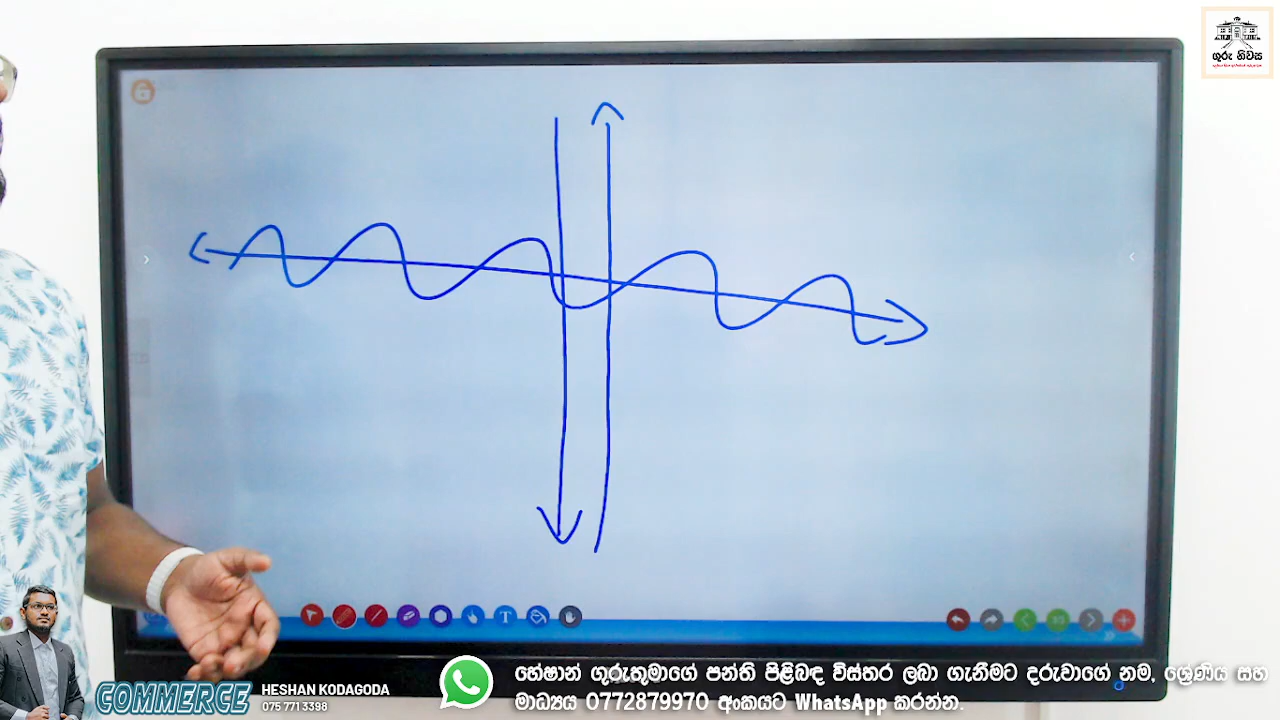 ගුරු නිවස
T
COMMERCE
HESHAN KODAGODA
075 771 3398
හේෂාන් ගුරුතුමාගේ පන්ති පිළිබඳ විස්තර ලබා ගැනීමට දරුවාගේ නම, ශ්‍රේණිය සහ
මාධ්‍යය 0772879970 අංකයට WhatsApp කරන්න.